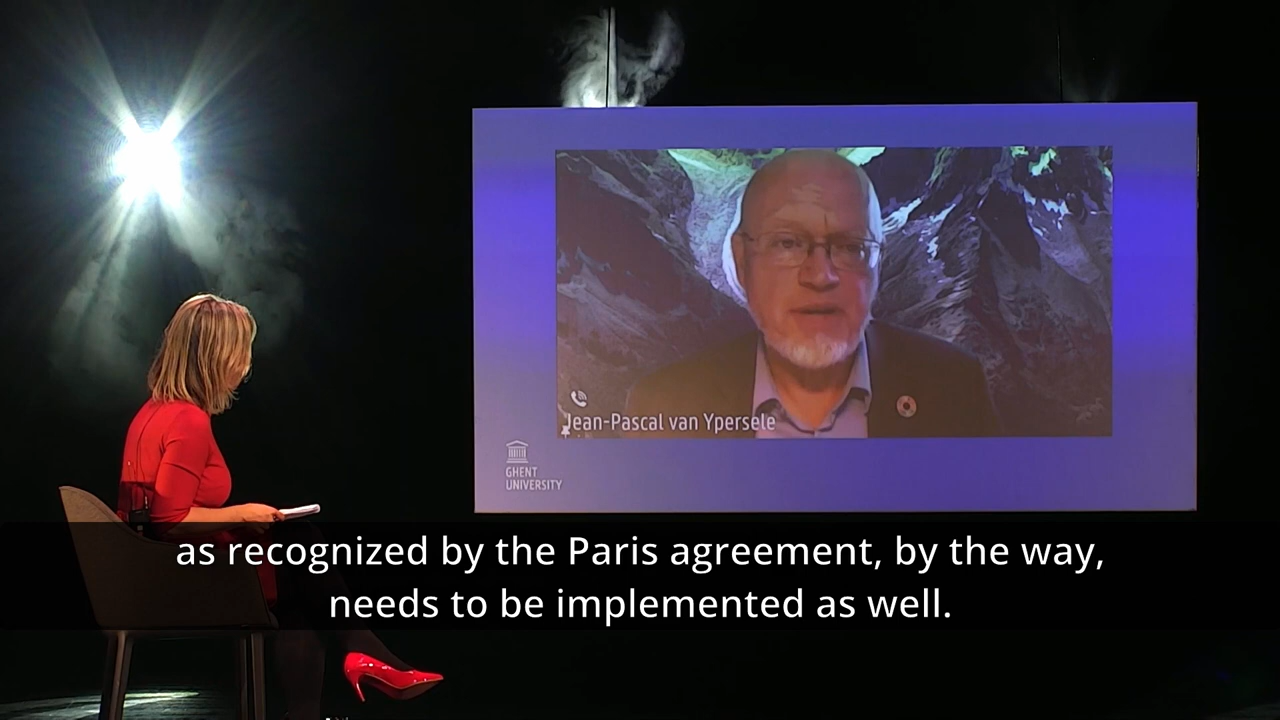 Jean-Pascal van Ypersele
GHENT
UNIVERSITY
as recognized by the Paris agreement, by the way,
needs to be implemented as well.